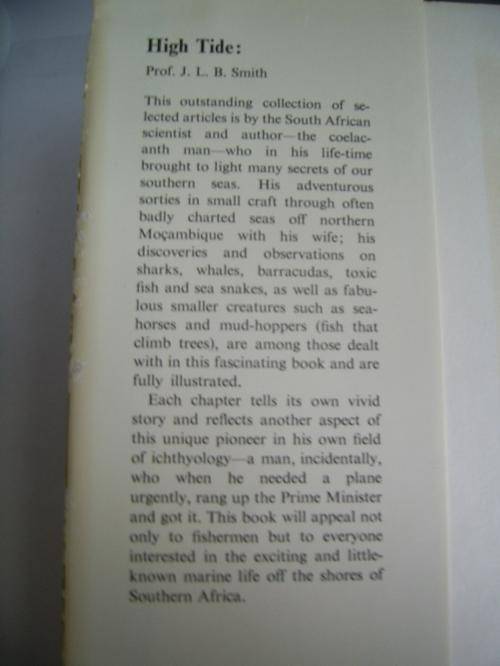 High Tide:
Prof. J. L. B. Smith
This outstanding collection of se-
lected articles is by the South African
scientist and author—the coelac-
anth man—who in his life-time
brought to light many secrets of our
southern seas. His adventurous
sorties in small craft through often
badly charted seas off northern
Moçambique with his wife; his
discoveries and observations on
sharks, whales, barracudas, toxic
fish and sea snakes, as well as fabu-
lous smaller creatures such as sea-
horses and mud-hoppers (fish that
climb trees), are among those dealt
with in this fascinating book and are
fully illustrated.
Each chapter tells its own vivid
story and reflects another aspect of
this unique pioneer in his own field
of ichthyology—a man, incidentally,
who when he needed a plane
urgently, rang up the Prime Minister
and got it. This book will appeal not
only to fishermen but to everyone
interested in the exciting and little-
known marine life off the shores of
Southern Africa.